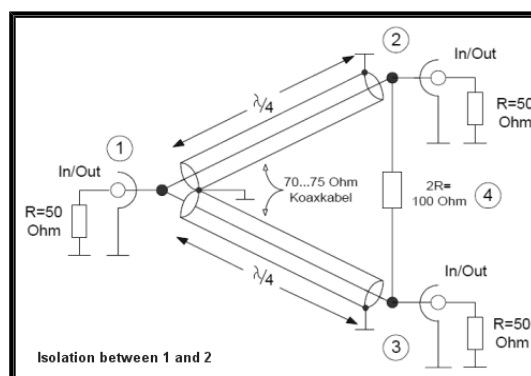 2
In/Out
R=50
Ohm
λ/4
1
In/Out
R=50
Ohm
70...75 Ohm
Koaxkabel
2R=
100 Ohm
4
λ/4
In/Out
R=50
Ohm
3
Isolation between 1 and 2